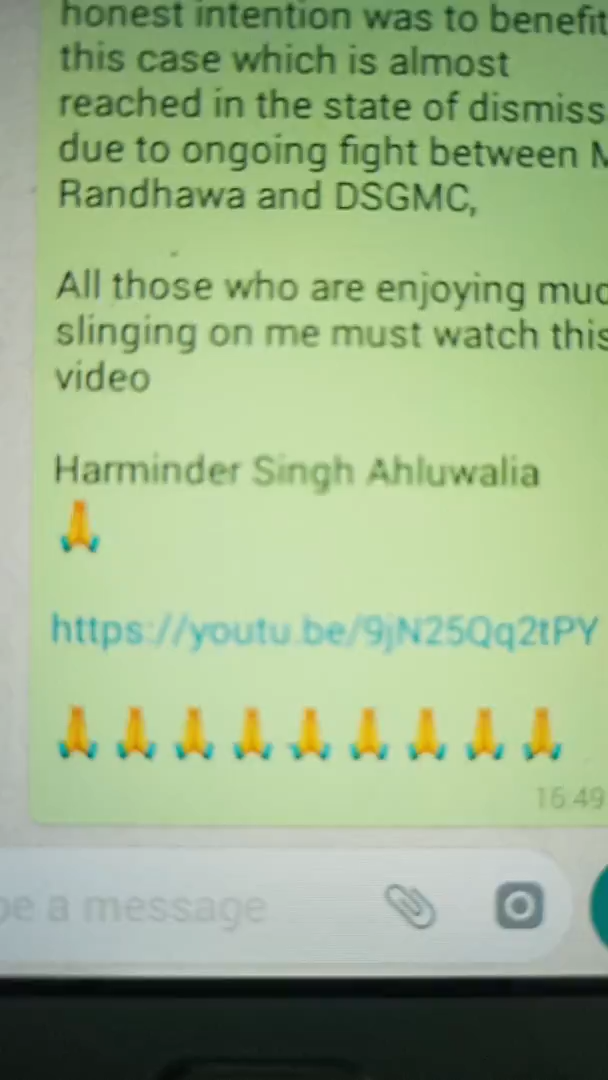 honest intention was to benefit
this case which is almost
reached in the state of dismiss
due to ongoing fight between M
Randhawa and DSGMC,
All those who are enjoying mud
slinging on me must watch this
video
Harminder Singh Ahluwalia
🙏
https://youtu.be/9jN25Qq2tPY
🙏🙏🙏🙏🙏🙏🙏🙏🙏
16:49
pe a message